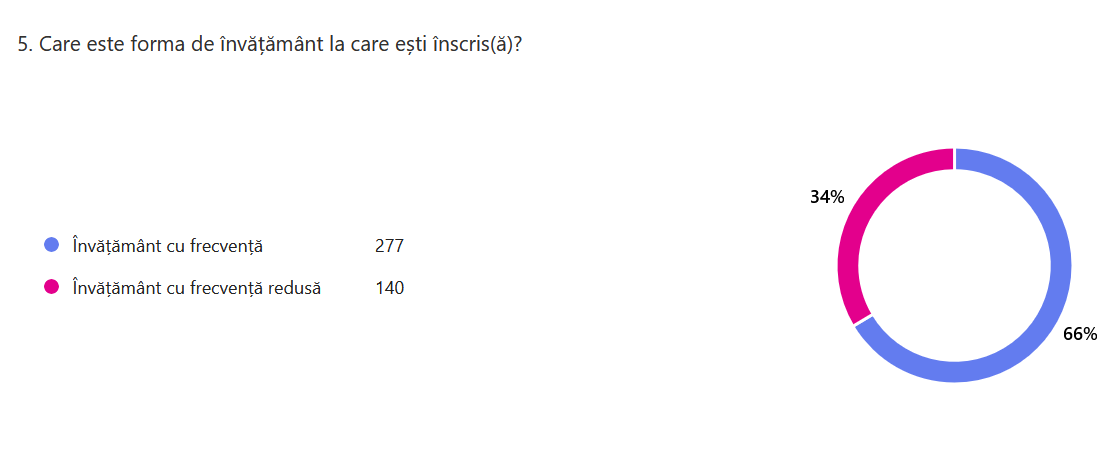 5. Care este forma de învățământ la care ești înscris(ă)?
34%
Învățământ cu frecvență 277
Învățământ cu frecvență redusă 140
66%